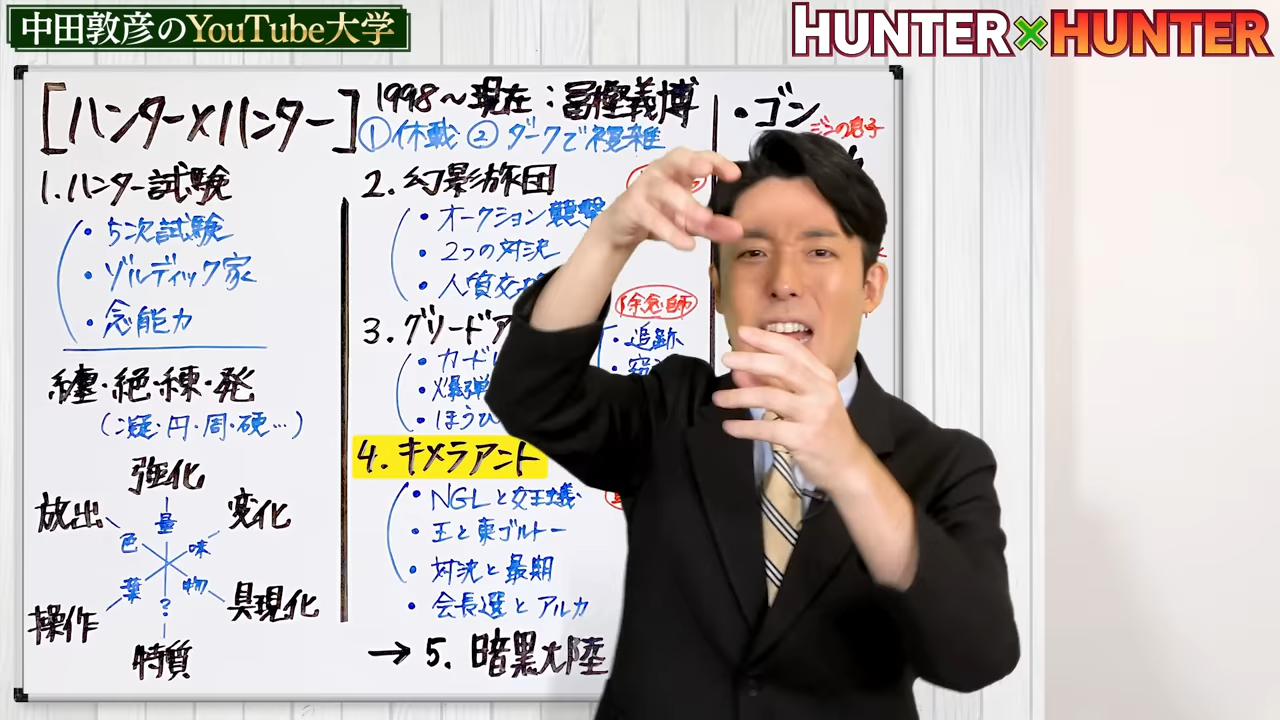 中田敦彦のYouTube大学
HUNTER×HUNTER
[ハンター×ハンター]
1998～現在：冨樫義博
①休載 ②ダークで複雑
1.ハンター試験
・5次試験
・ゾルディック家
・念能力
纏・絶・練・発
(凝・円・周・硬…)
強化
放出
変化
量
色
味
葉
物
?
操作
具現化
特質
2.幻影旅団
・オークション襲撃
・2つの対決
・人質交
3.グリードア
・カード
・爆弾
・ほうび
除念師
・追跡
4.キメラアント
・NGLと女王蟻
・王と東ゴルトー
・対決と最期
・会長選とアルカ
→5.暗黒大陸
・ゴン
ジンの息子